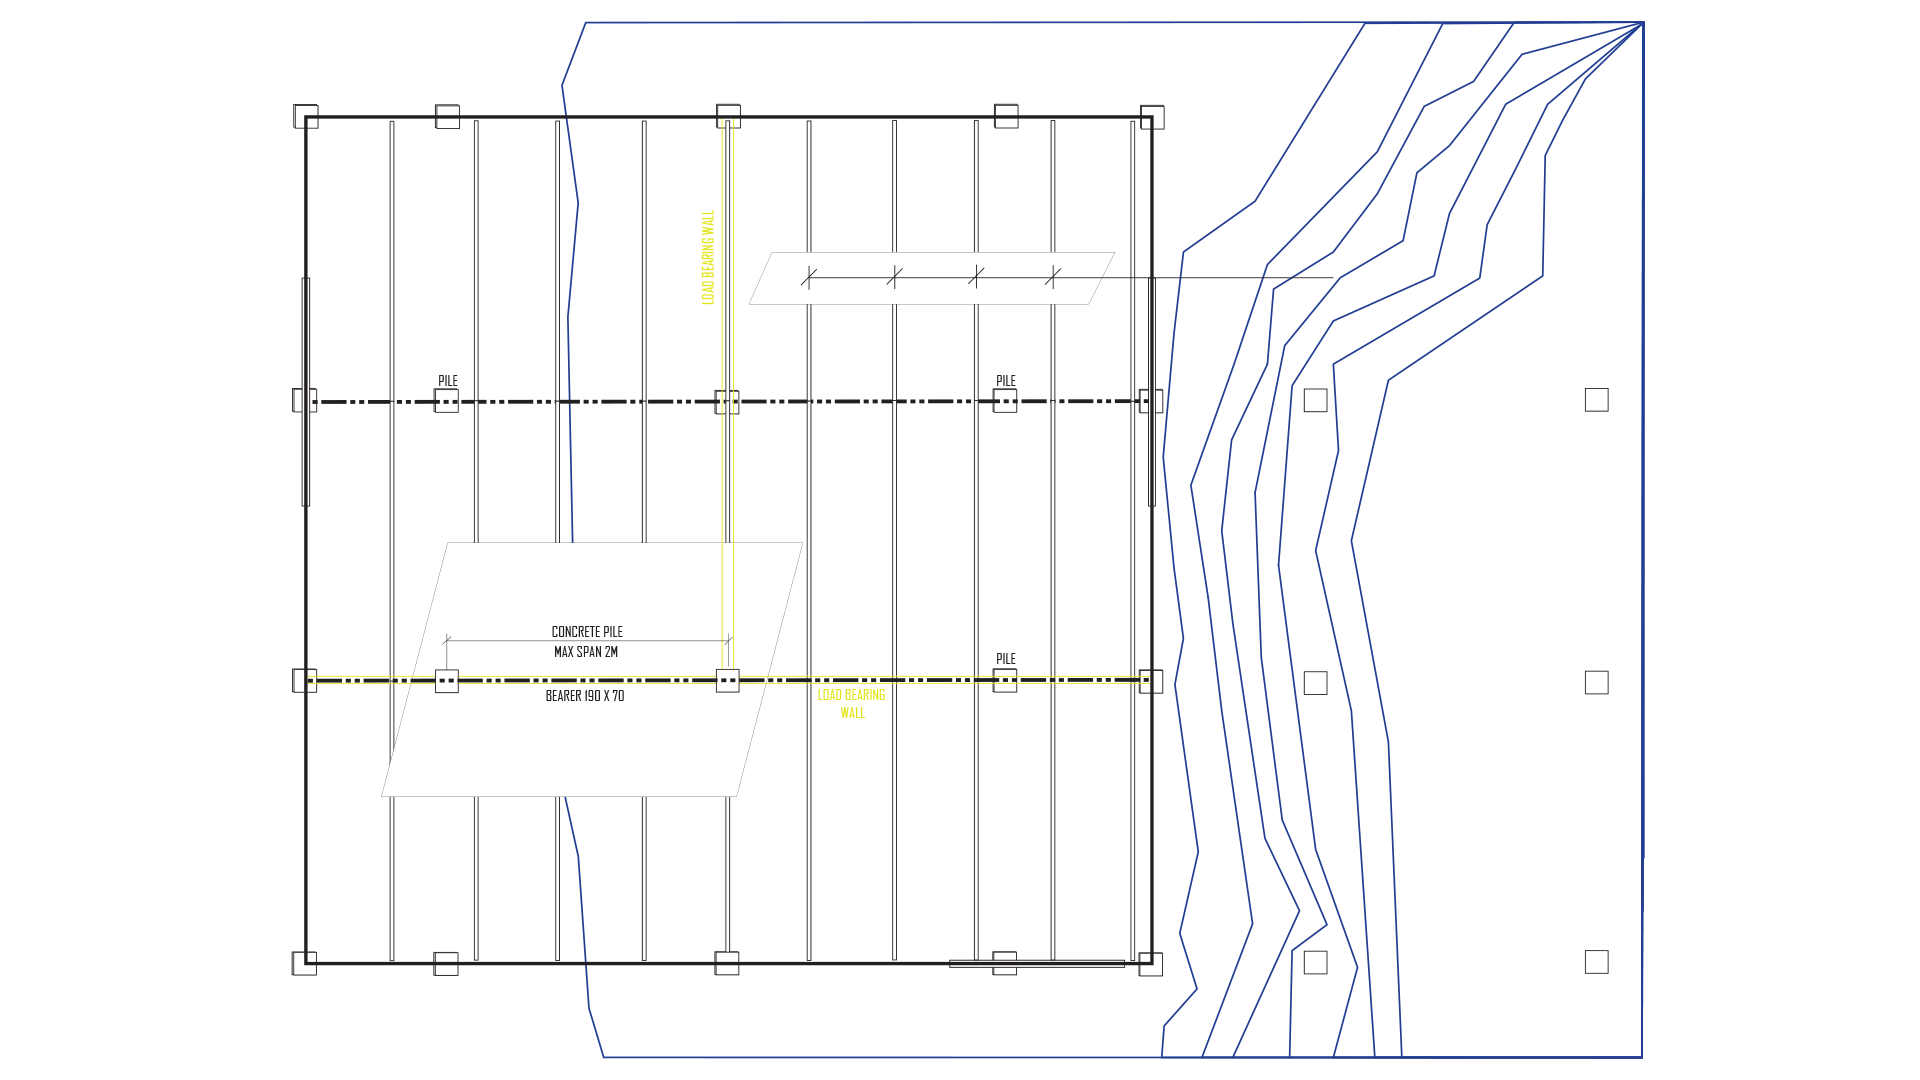 LOAD BEARING WALL
PILE
PILE
CONCRETE PILE
MAX SPAN 2M
PILE
BEARER 190 X 70
LOAD BEARING
WALL